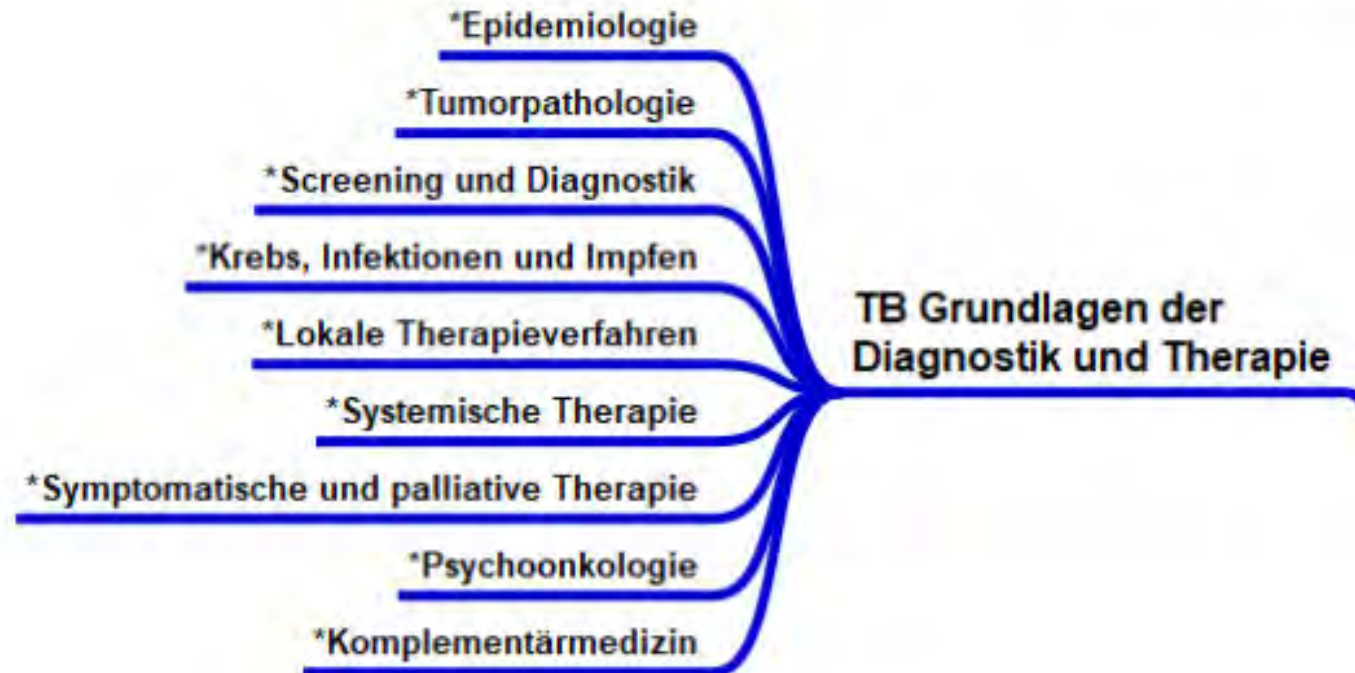 *Epidemiologie
*Tumorpathologie
*Screening und Diagnostik
*Krebs, Infektionen und Impfen
*Lokale Therapieverfahren
*Systemische Therapie
*Symptomatische und palliative Therapie
*Psychoonkologie
*Komplementärmedizin
TB Grundlagen der
Diagnostik und Therapie